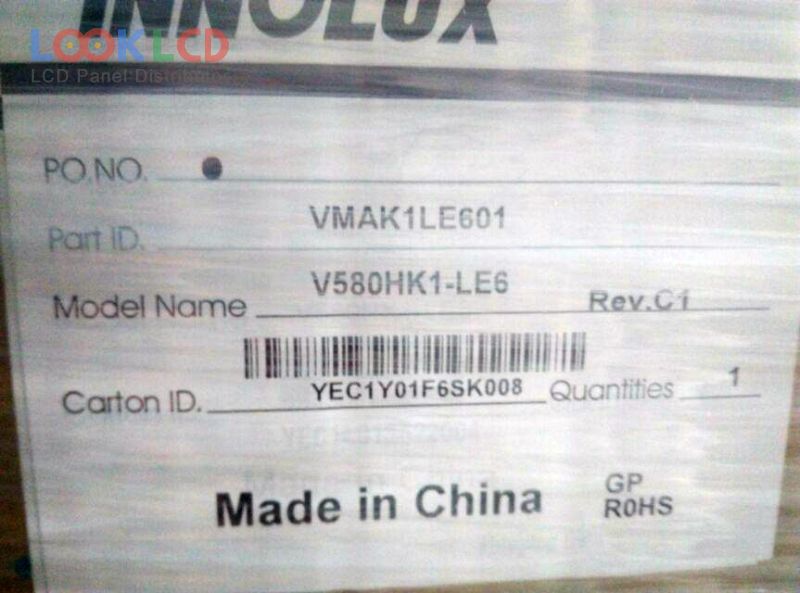 INNOLUX
LOOKLCD
LCD Panel Distributor
PO.NO.
VMAK1LE601
Part ID.
V580HK1-LE6
Model Name
Rev.C1
YEC1Y01F6SK008
Carton ID.
Quantities 1
Made in China
GP
ROHS